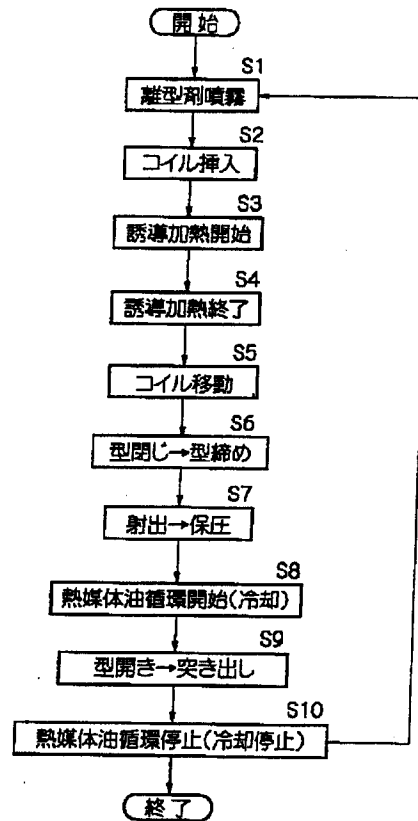 開始
S1
離型剤噴霧
S2
コイル挿入
S3
誘導加熱開始
S4
誘導加熱終了
S5
コイル移動
S6
型閉じ→型締め
S7
射出→保圧
S8
熱媒体油循環開始(冷却)
S9
型開き→突き出し
S10
熱媒体油循環停止(冷却停止)
終了